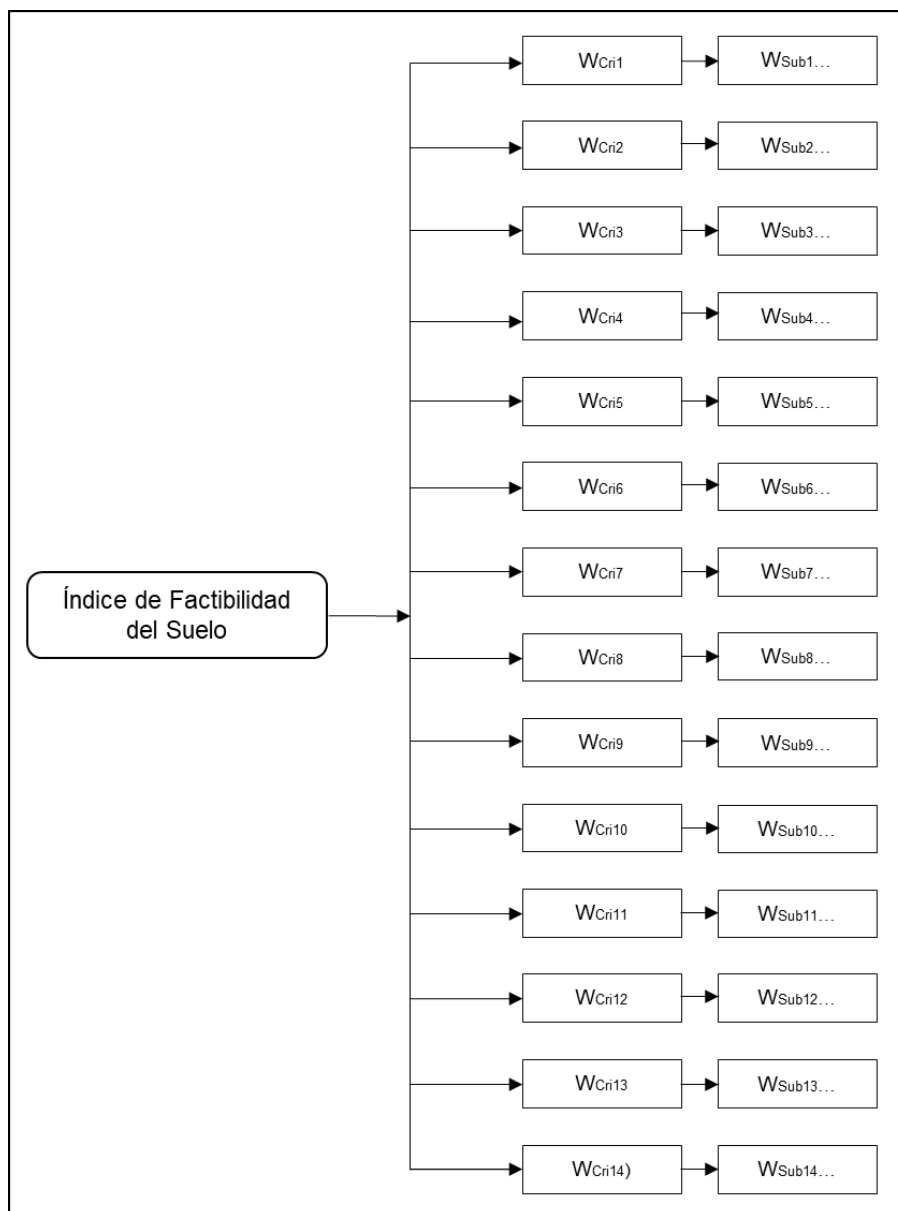 WCri1 WSub1...
WCri2 WSub2...
WCri3 WSub3...
WCri4 WSub4...
WCri5 WSub5...
WCri6 WSub6...
WCri7 WSub7...
Índice de Factibilidad
del Suelo
WCri8 WSub8...
WCri9 WSub9...
WCri10 WSub10...
WCri11 WSub11...
WCri12 WSub12...
WCri13 WSub13...
WCri14) WSub14...